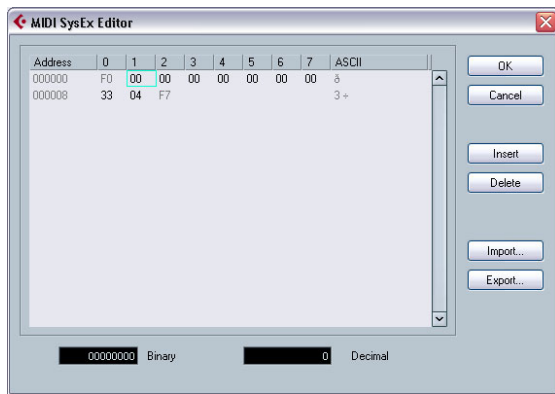 MIDI SysEx Editor
Address 0 1 2 3 4 5 6 7 ASCII
000000 F0 00 00 00 00 00 00 00 ð
000008 33 04 F7 3 ÷
OK
Cancel
Insert
Delete
Import...
Export...
00000000 Binary 0 Decimal